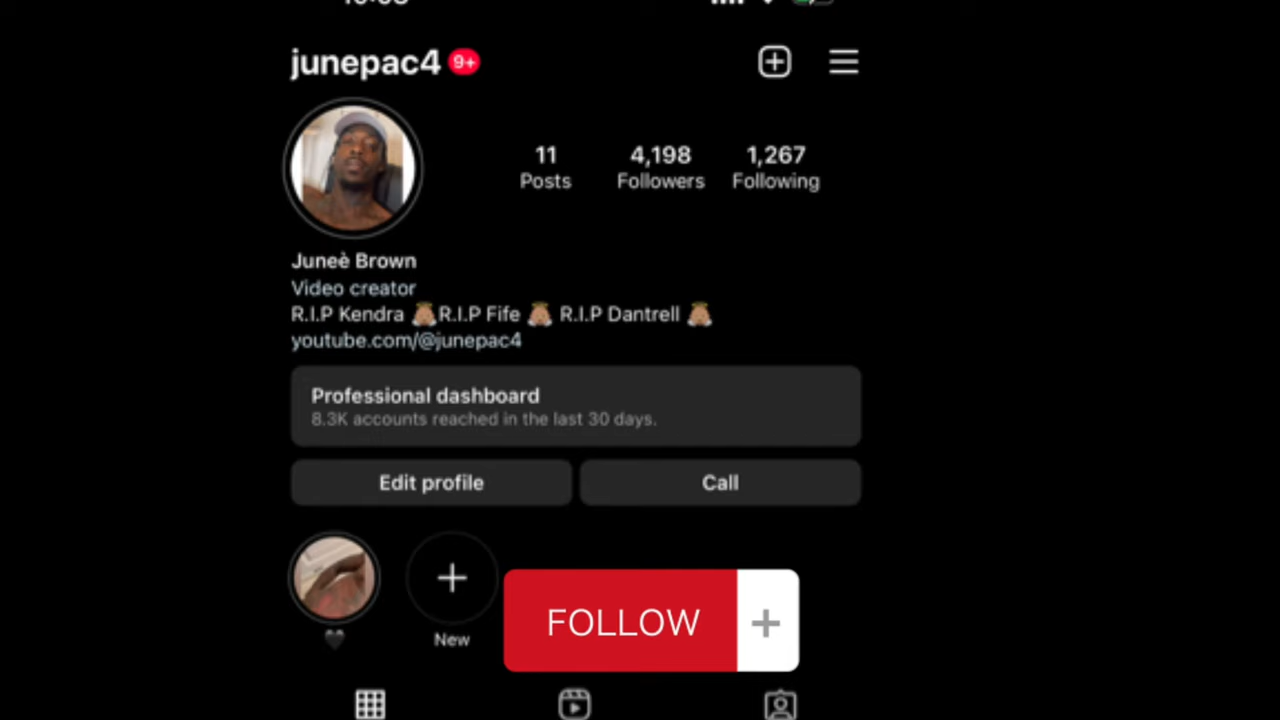 junepac4 9+
11 4,198 1,267
Posts Followers Following
Juneè Brown
Video creator
R.I.P Kendra 👼🏽R.I.P Fife 👼🏽 R.I.P Dantrell 👼🏽
youtube.com/@junepac4
Professional dashboard
8.3K accounts reached in the last 30 days.
Edit profile Call
New
FOLLOW +